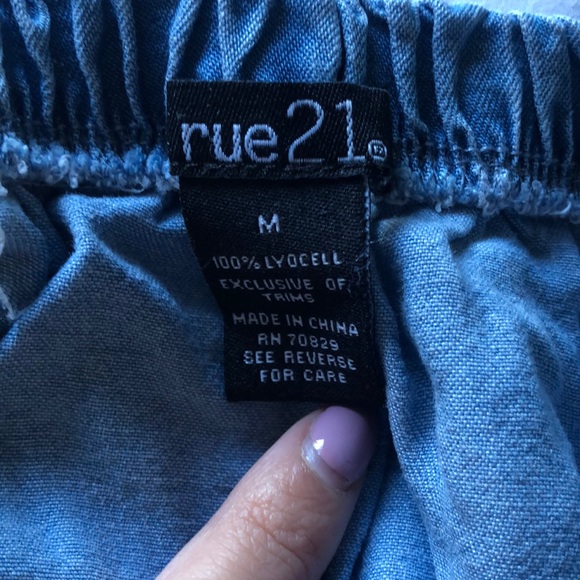 rue21®
M
100% LYOCELL
EXCLUSIVE OF
TRIMS
MADE IN CHINA
RN 70829
SEE REVERSE
FOR CARE